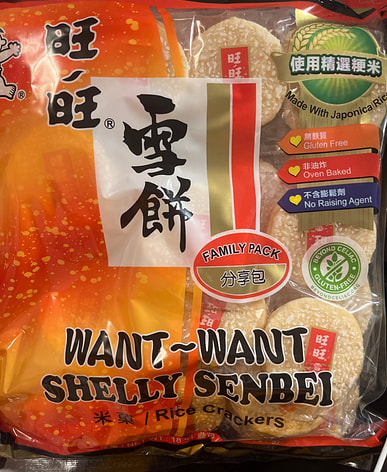 旺旺®
雪餅
使用精選粳米
Made With Japonica Rice
無麩質
Gluten Free
非油炸
Oven Baked
不含膨鬆劑
No Raising Agent
FAMILY PACK
分享包
BEYOND CELIAC
GLUTEN-FREE
WANT~WANT
SHELLY SENBEI
米菓 / Rice Crackers